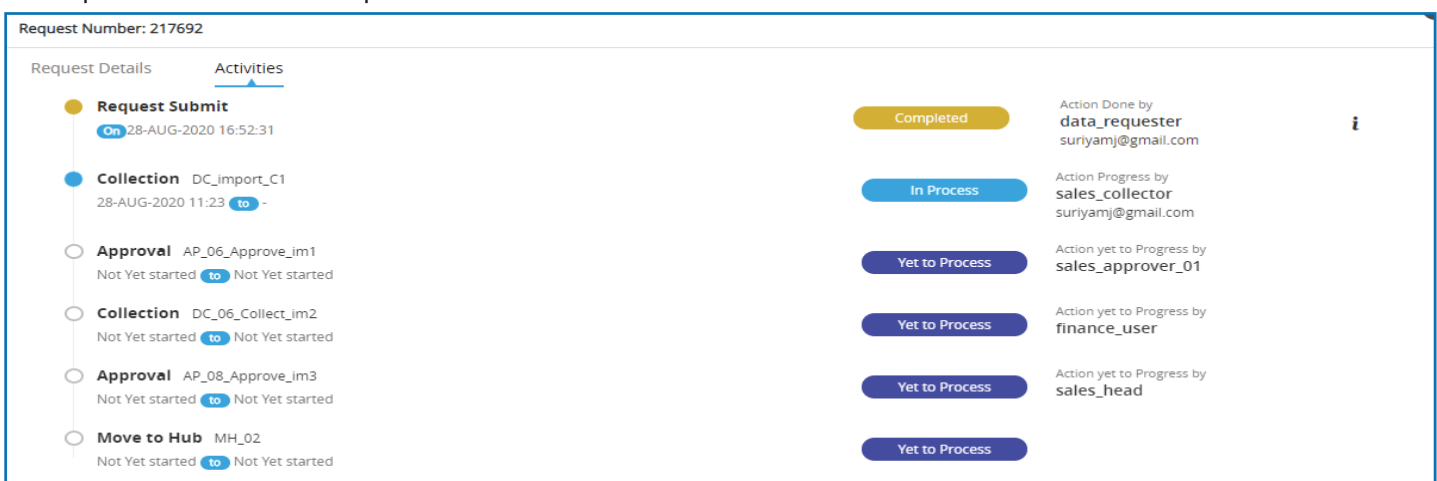 Request Number: 217692
Request Details Activities
Request Submit
On 28-AUG-2020 16:52:31
Completed
Action Done by
data_requester
suriyamj@gmail.com
i
Collection DC_import_C1
28-AUG-2020 11:23 to -
In Process
Action Progress by
sales_collector
suriyamj@gmail.com
Approval AP_06_Approve_im1
Not Yet started to Not Yet started
Yet to Process
Action yet to Progress by
sales_approver_01
Collection DC_06_Collect_im2
Not Yet started to Not Yet started
Yet to Process
Action yet to Progress by
finance_user
Approval AP_08_Approve_im3
Not Yet started to Not Yet started
Yet to Process
Action yet to Progress by
sales_head
Move to Hub MH_02
Not Yet started to Not Yet started
Yet to Process